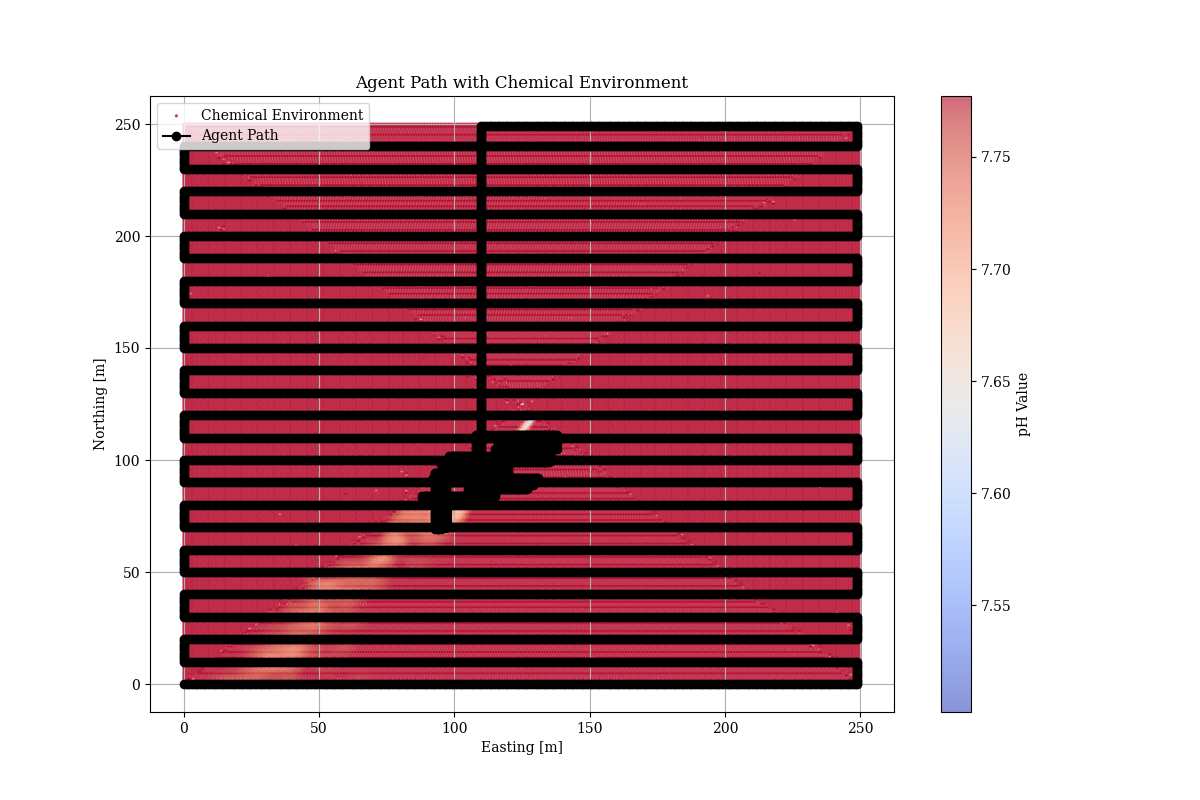 Agent Path with Chemical Environment
Chemical Environment
Agent Path
250
200
150
100
50
0
Northing [m]
0 50 100 150 200 250
Easting [m]
7.75
7.70
7.65
7.60
7.55
pH Value